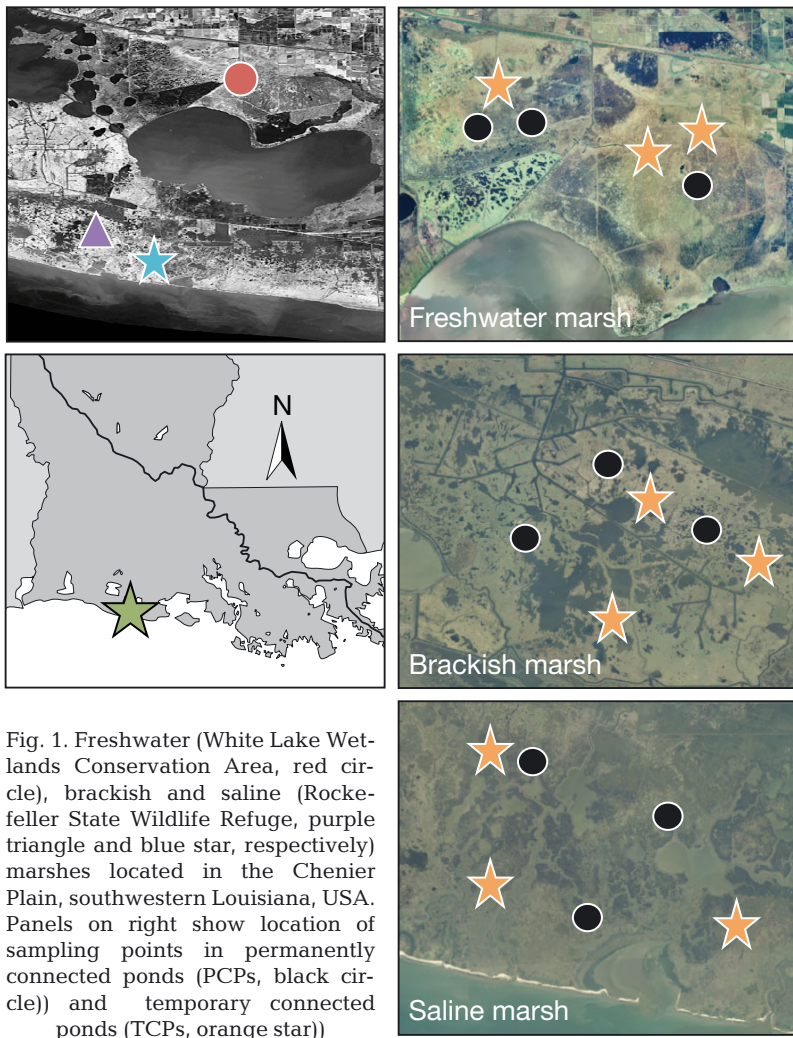 Freshwater marsh
N
Brackish marsh
Fig. 1. Freshwater (White Lake Wet-
lands Conservation Area, red cir-
cle), brackish and saline (Rocke-
feller State Wildlife Refuge, purple
triangle and blue star, respectively)
marshes located in the Chenier
Plain, southwestern Louisiana, USA.
Panels on right show location of
sampling points in permanently
connected ponds (PCPs, black cir-
cle)) and temporary connected
ponds (TCPs, orange star))
Saline marsh